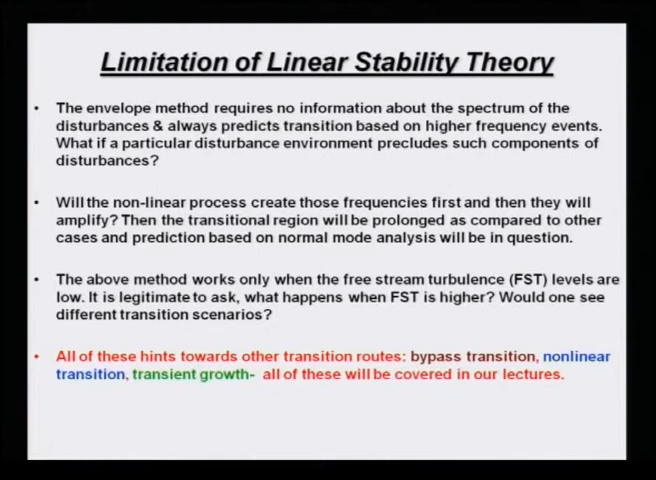 Limitation of Linear Stability Theory
• The envelope method requires no information about the spectrum of the
disturbances & always predicts transition based on higher frequency events.
What if a particular disturbance environment precludes such components of
disturbances?
• Will the non-linear process create those frequencies first and then they will
amplify? Then the transitional region will be prolonged as compared to other
cases and prediction based on normal mode analysis will be in question.
• The above method works only when the free stream turbulence (FST) levels are
low. It is legitimate to ask, what happens when FST is higher? Would one see
different transition scenarios?
• All of these hints towards other transition routes: bypass transition, nonlinear
transition, transient growth- all of these will be covered in our lectures.